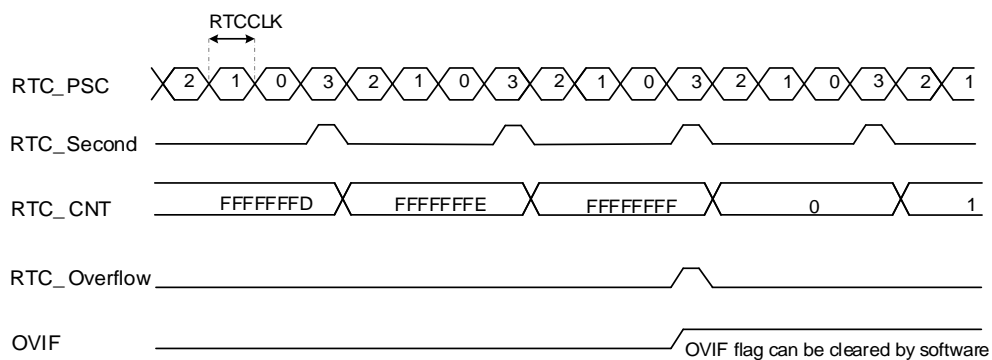 RTCCLK
RTC_PSC 2 1 0 3 2 1 0 3 2 1 0 3 2 1 0 3 2 1
RTC_Second
RTC_CNT FFFFFFFD FFFFFFFE FFFFFFFF 0 1
RTC_Overflow
OVIF OVIF flag can be cleared by software